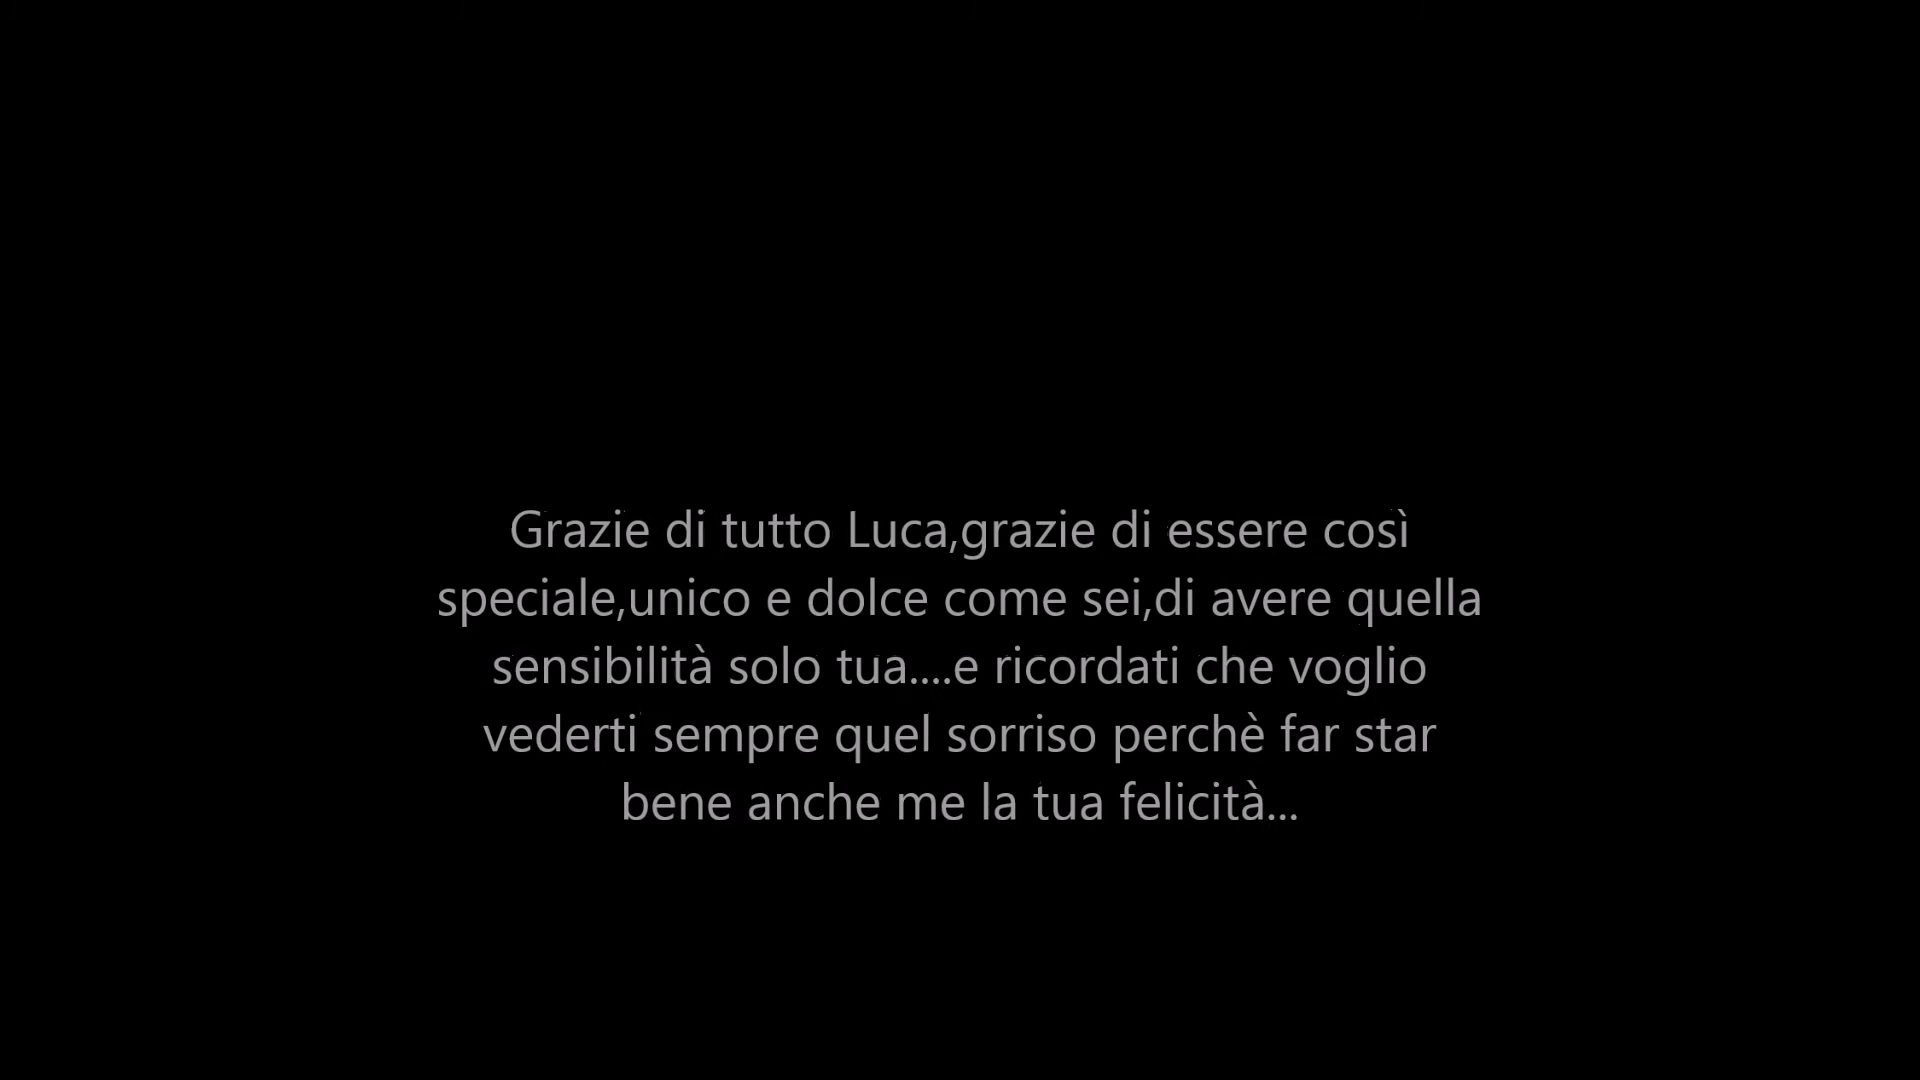 Grazie di tutto Luca,grazie di essere così
speciale,unico e dolce come sei,di avere quella
sensibilità solo tua....e ricordati che voglio
vederti sempre quel sorriso perchè far star
bene anche me la tua felicità...